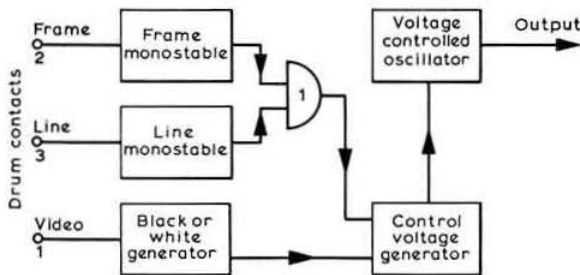 Drum contacts
Frame
2
Frame
monostable
Line
3
Line
monostable
Video
1
Black or
white
generator
1
Voltage
controlled
oscillator
Output
Control
voltage
generator